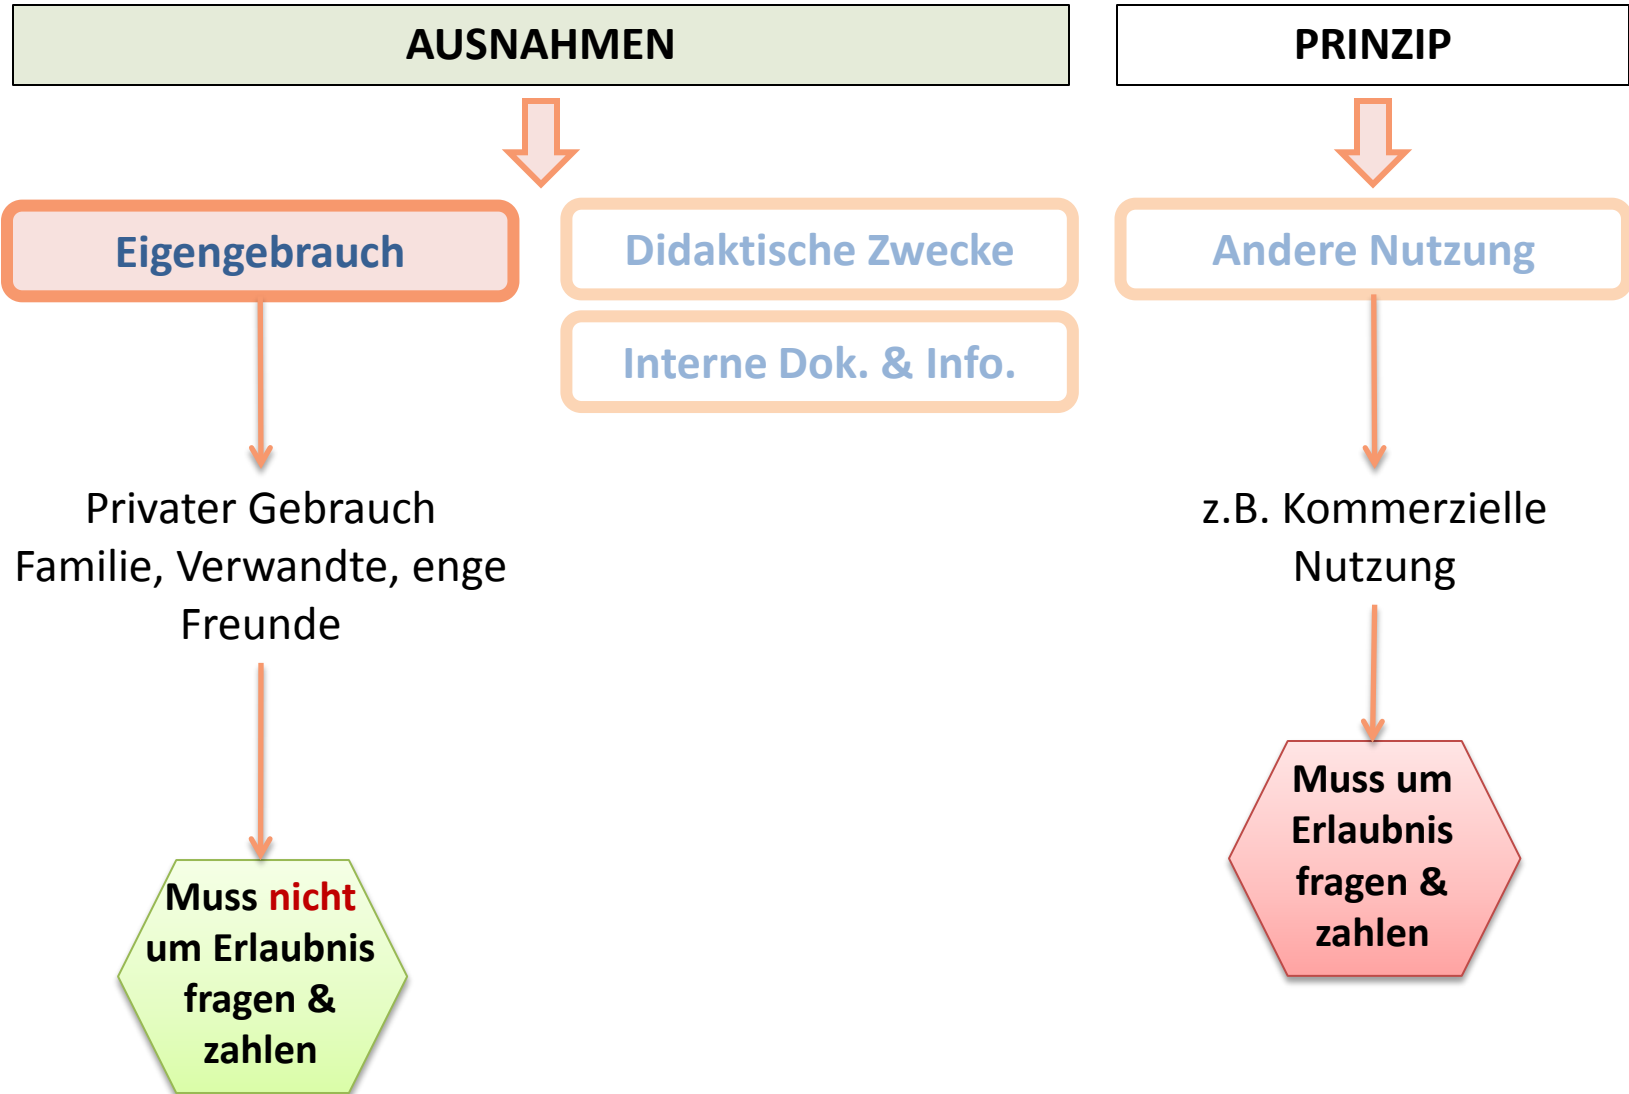 AUSNAHMEN
PRINZIP
Eigengebrauch
Didaktische Zwecke
Andere Nutzung
Interne Dok. & Info.
Privater Gebrauch
Familie, Verwandte, enge
Freunde
z.B. Kommerzielle
Nutzung
Muss um
Erlaubnis
fragen &
zahlen
Muss nicht
um Erlaubnis
fragen &
zahlen